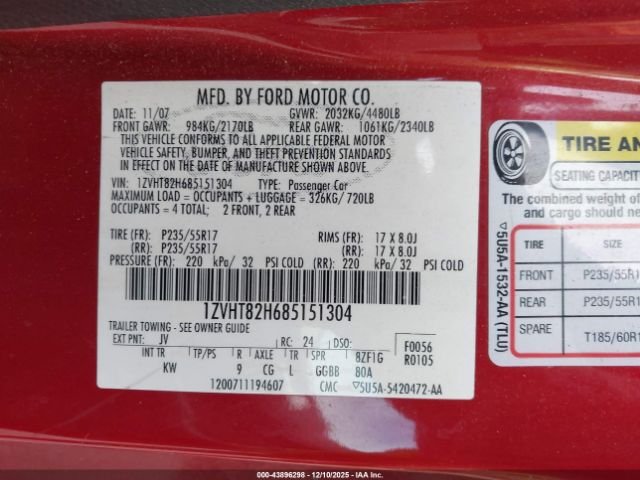 MFD. BY FORD MOTOR CO.
DATE: 11/07 GVWR: 2032KG/4480LB
FRONT GAWR: 984KG/2170LB REAR GAWR: 1061KG/2340LB
THIS VEHICLE CONFORMS TO ALL APPLICABLE FEDERAL MOTOR
VEHICLE SAFETY, BUMPER, AND THEFT PREVENTION STANDARDS
IN EFFECT ON THE DATE OF MANUFACTURE SHOWN ABOVE.
VIN: 1ZVHT82H685151304 TYPE: Passenger Car
MAXIMUM LOAD = OCCUPANTS + LUGGAGE = 326KG/720LB
OCCUPANTS = 4 TOTAL; 2 FRONT, 2 REAR
TIRE (FR): P235/55R17 RIMS (FR): 17 X 8.0J
(RR): P235/55R17 (RR): 17 X 8.0J
PRESSURE (FR): 220 kPa/ 32 PSI COLD (RR): 220 kPa/ 32 PSI COLD
1ZVHT82H685151304
TRAILER TOWING - SEE OWNER GUIDE
EXT PNT: JV RC: 24 DSO: F0056
INT TR TP/PS R AXLE TR SPR 8ZF1G R0105
KW 9 CG L GGBB 80A
1200711194607 CMC ▽5U5A-5420472-AA
TIRE AN
SEATING CAPACITY
The combined weight of
and cargo should ne
▽5U5A-1532-AA (TLU)
TIRE SIZE
FRONT P235/55R1
REAR P235/55R1
SPARE T185/60R1
© IAA Holdings, LLC
00-43896298 - 12/10/2025 - IAA Inc.